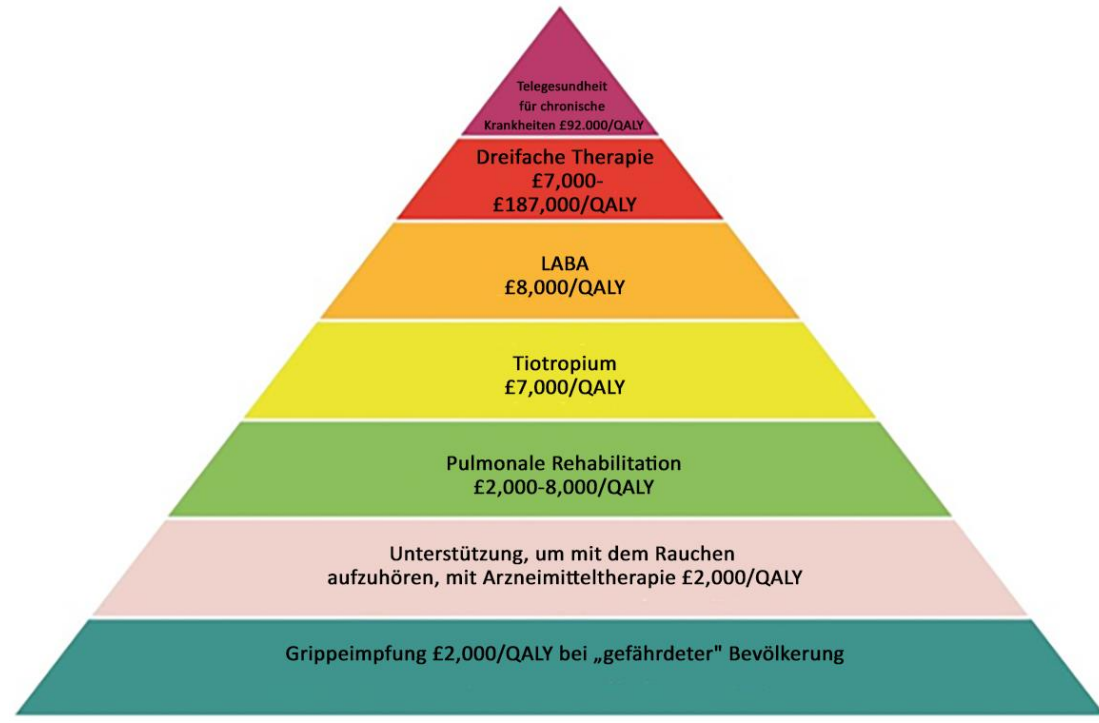 Telegesundheit
für chronische
Krankheiten £92.000/QALY
Dreifache Therapie
£7,000-
£187,000/QALY
LABA
£8,000/QALY
Tiotropium
£7,000/QALY
Pulmonale Rehabilitation
£2,000-8,000/QALY
Unterstützung, um mit dem Rauchen
aufzuhören, mit Arzneimitteltherapie £2,000/QALY
Grippeimpfung £2,000/QALY bei „gefährdeter" Bevölkerung